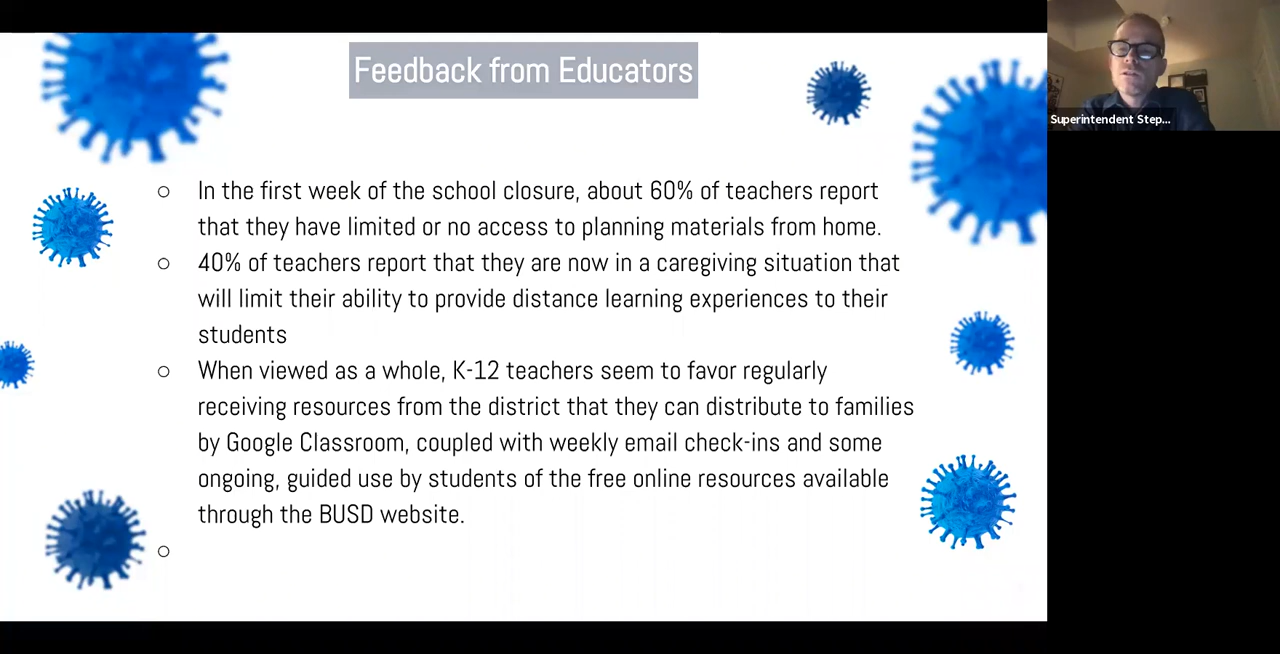 Feedback from Educators
Superintendent Step...
In the first week of the school closure, about 60% of teachers report
that they have limited or no access to planning materials from home.
40% of teachers report that they are now in a caregiving situation that
will limit their ability to provide distance learning experiences to their
students
When viewed as a whole, K-12 teachers seem to favor regularly
receiving resources from the district that they can distribute to families
by Google Classroom, coupled with weekly email check-ins and some
ongoing, guided use by students of the free online resources available
through the BUSD website.